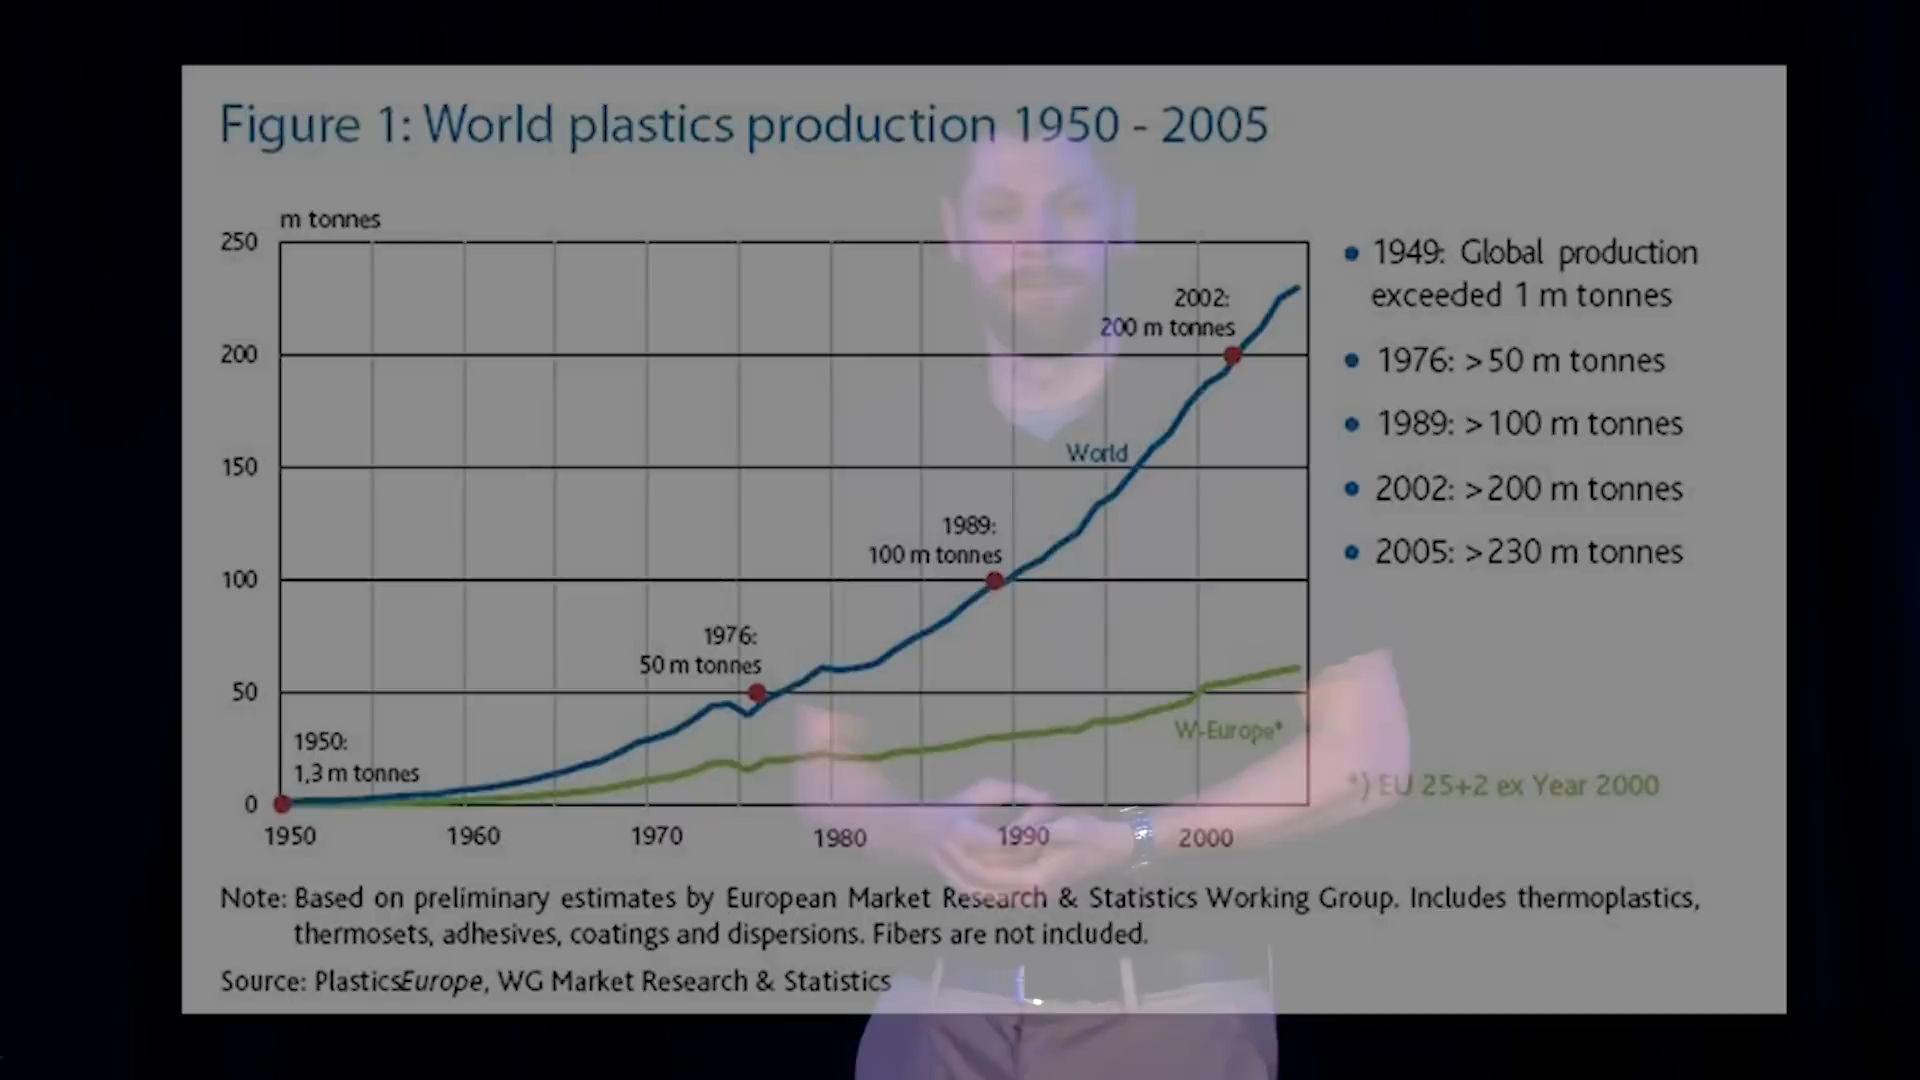 Figure 1: World plastics production 1950 - 2005
m tonnes
250
200
150
100
50
0
2002:
200 m tonnes
World
1989:
100 m tonnes
1976:
50 m tonnes
W-Europe*
1950:
1,3 m tonnes
1950 1960 1970 1980 1990 2000
• 1949: Global production
exceeded 1 m tonnes
• 1976: >50 m tonnes
• 1989: >100 m tonnes
• 2002: >200 m tonnes
• 2005: >230 m tonnes
*) EU 25+2 ex Year 2000
Note: Based on preliminary estimates by European Market Research & Statistics Working Group. Includes thermoplastics,
thermosets, adhesives, coatings and dispersions. Fibers are not included.
Source: PlasticsEurope, WG Market Research & Statistics